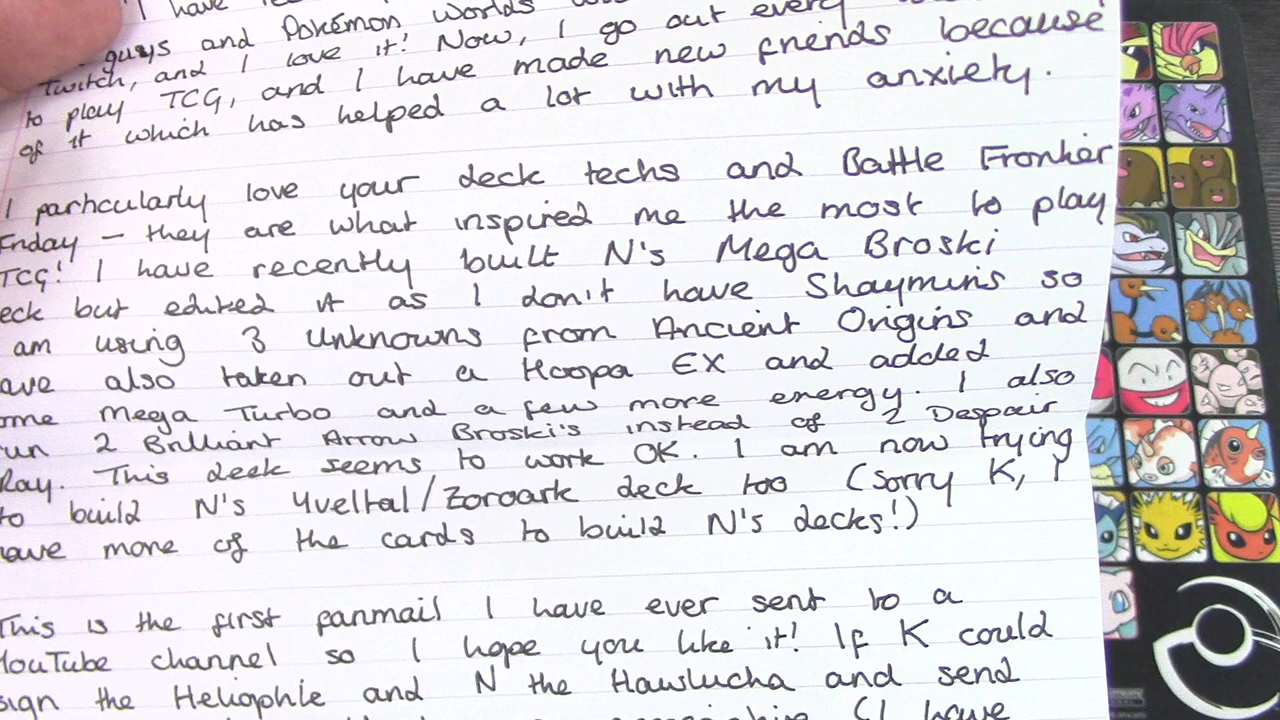 I have
guys and Pokémon Worlds
Twitch, and I love it! Now, I go out every
to play TCG, and I have made new friends because
of it which has helped a lot with my anxiety.
I particularly love your deck techs and Battle Frontier
Friday – they are what inspired me the most to play
TCG! I have recently built N's Mega Broski
eck but edited it as I don't have Shaymins so
am using 3 Unknowns from Ancient Origins and
ave also taken out a Hoopa EX and added
ome Mega Turbo and a few more energy. I also
run 2 Brilliant Arrow Broski's instead of 2 Despair
Ray. This deck seems to work OK. I am now trying
to build N's Yveltal/Zoroark deck too (Sorry K, I
have more of the cards to build N's decks!)
This is the first panmail I have ever sent to a
YouTube channel so I hope you like it! If K could
sign the Heliophile and N the Hawlucha and send
(I have